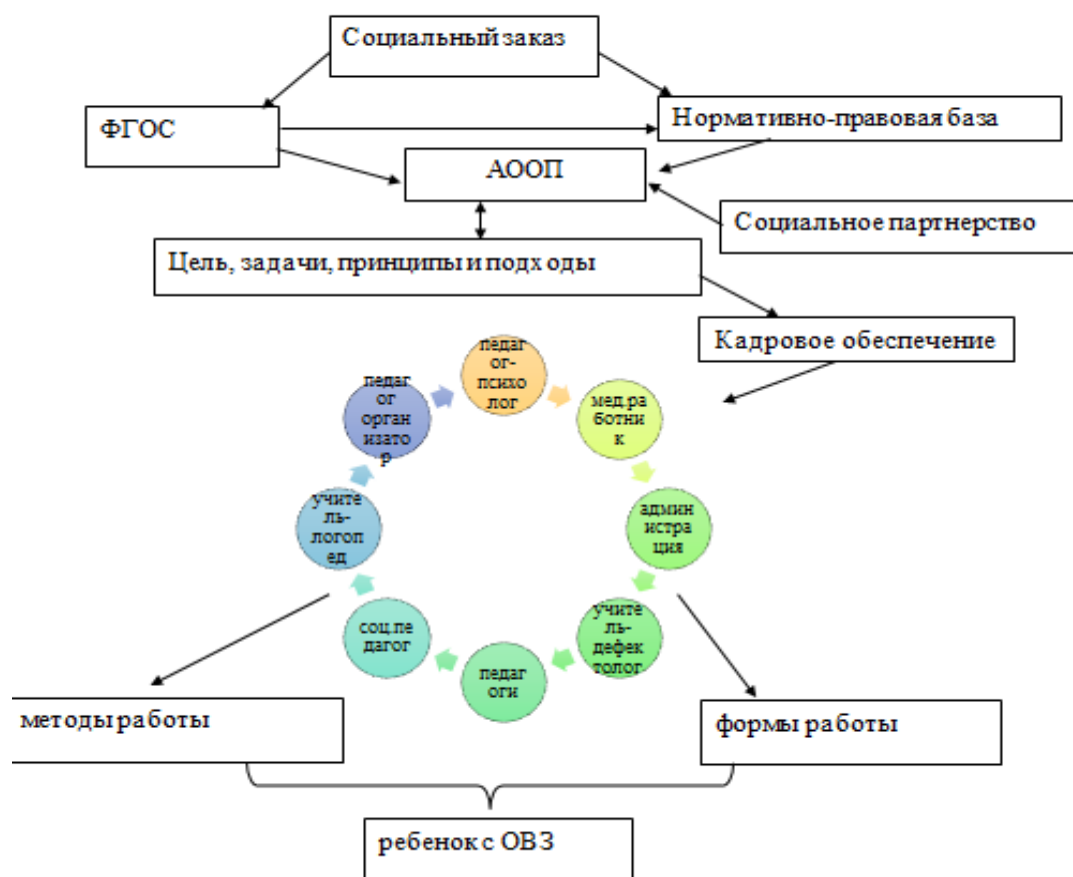 Социальный заказ
ФГОС
Нормативно-правовая база
АООП
Социальное партнерство
Цель, задачи, принципы и подходы
Кадровое обеспечение
педаг
ог-
психо
лог
мед.ра
ботни
к
админ
истра
ция
учите
ль-
дефек
толог
педаг
оги
соц.пе
дагог
учите
ль-
логоп
ед
педаг
ог
орган
изато
р
методы работы
формы работы
ребенок с ОВЗ